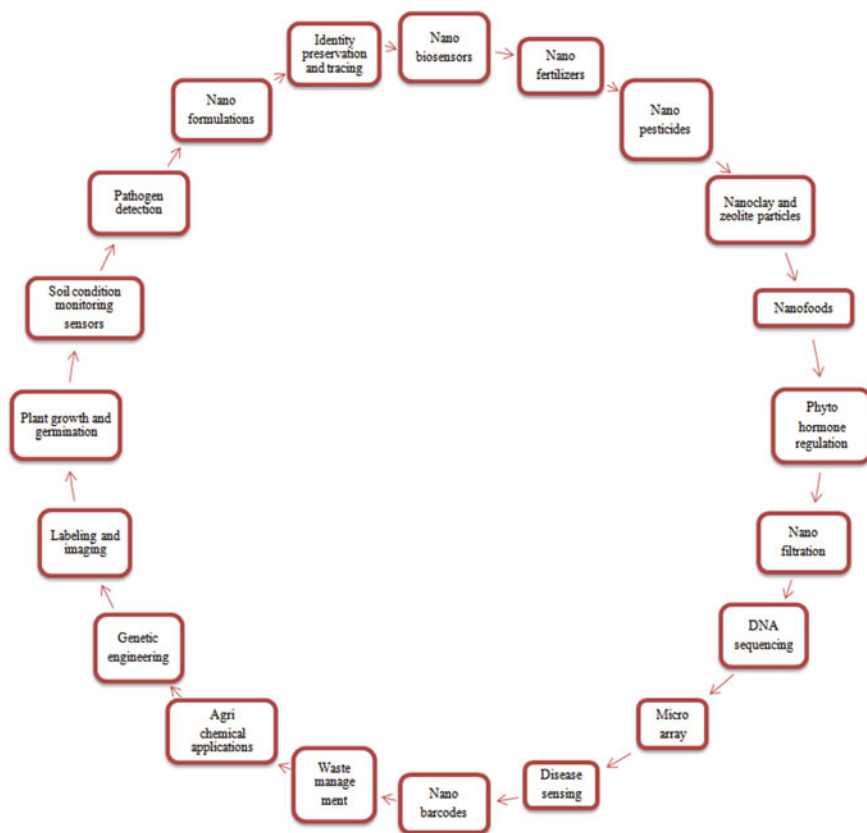 Nano
biosensors
Nano
fertilizers
Nano
pesticides
Nanoclay and
zeolite particles
Nanofoods
Phyto
hormone
regulation
Nano
filtration
DNA
sequencing
Micro
array
Disease
sensing
Nano
barcodes
Waste
manage
ment
Agri
chemical
applications
Genetic
engineering
Labeling and
imaging
Plant growth and
germination
Soil condition
monitoring
sensors
Pathogen
detection
Nano
formulations
Identity
preservation
and tracing